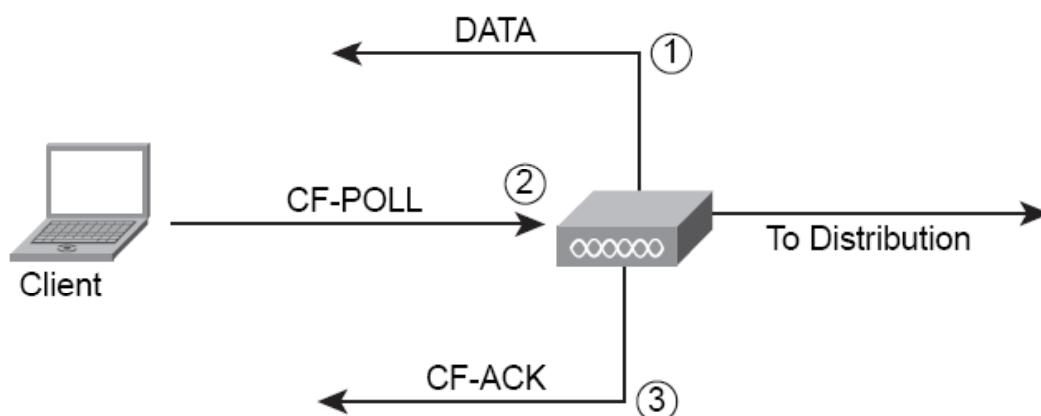 DATA
1
CF-POLL
2
Client
To Distribution
CF-ACK
3